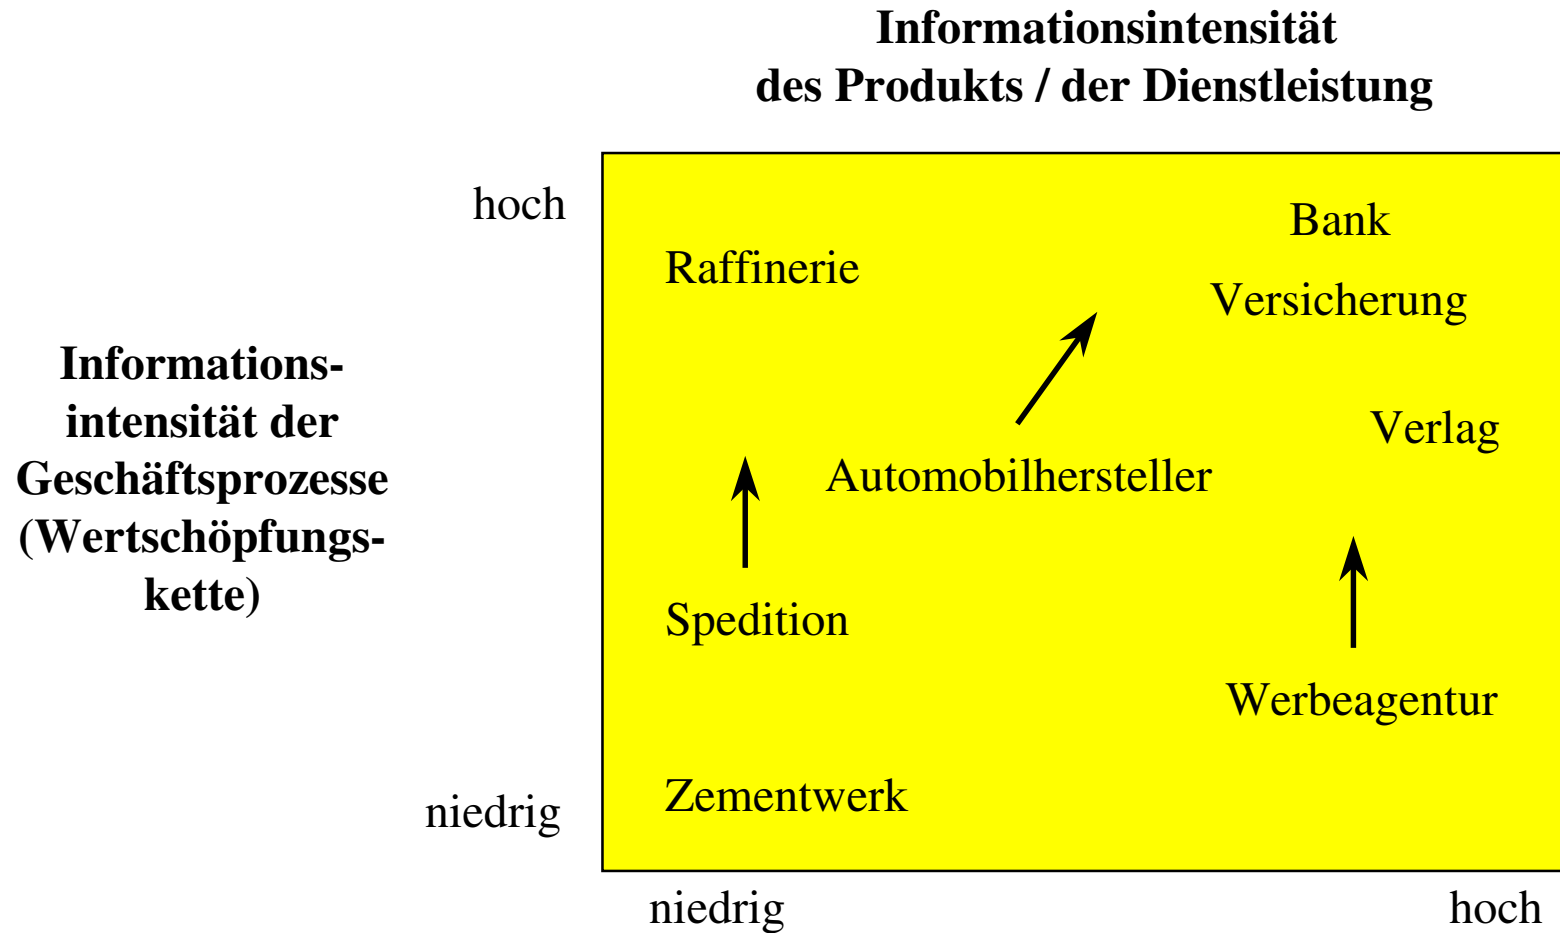 Informationsintensität
des Produkts / der Dienstleistung
hoch
Bank
Raffinerie
Versicherung
Informations-
intensität der
Geschäftsprozesse
(Wertschöpfungs-
kette)
Verlag
Automobilhersteller
Spedition
Werbeagentur
Zementwerk
niedrig
niedrig
hoch